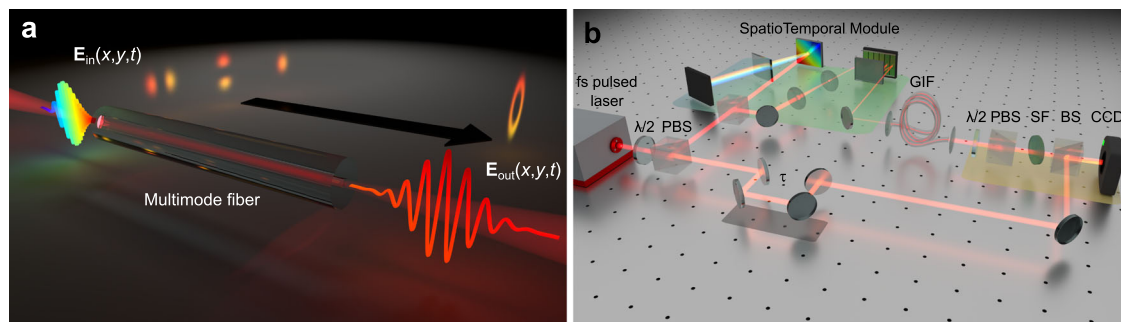 a
E_in(x,y,t)
E_out(x,y,t)
Multimode fiber
b
SpatioTemporal Module
fs pulsed
laser
λ/2 PBS
GIF
λ/2 PBS SF BS CCD
τ